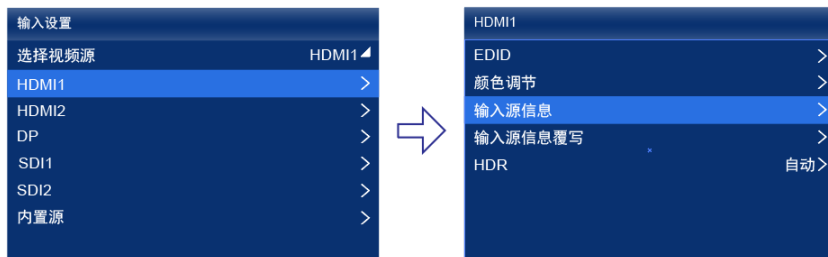 输入设置
选择视频源 HDMI1
HDMI1
HDMI2
DP
SDI1
SDI2
内置源
HDMI1
EDID
颜色调节
输入源信息
输入源信息覆写
HDR 自动